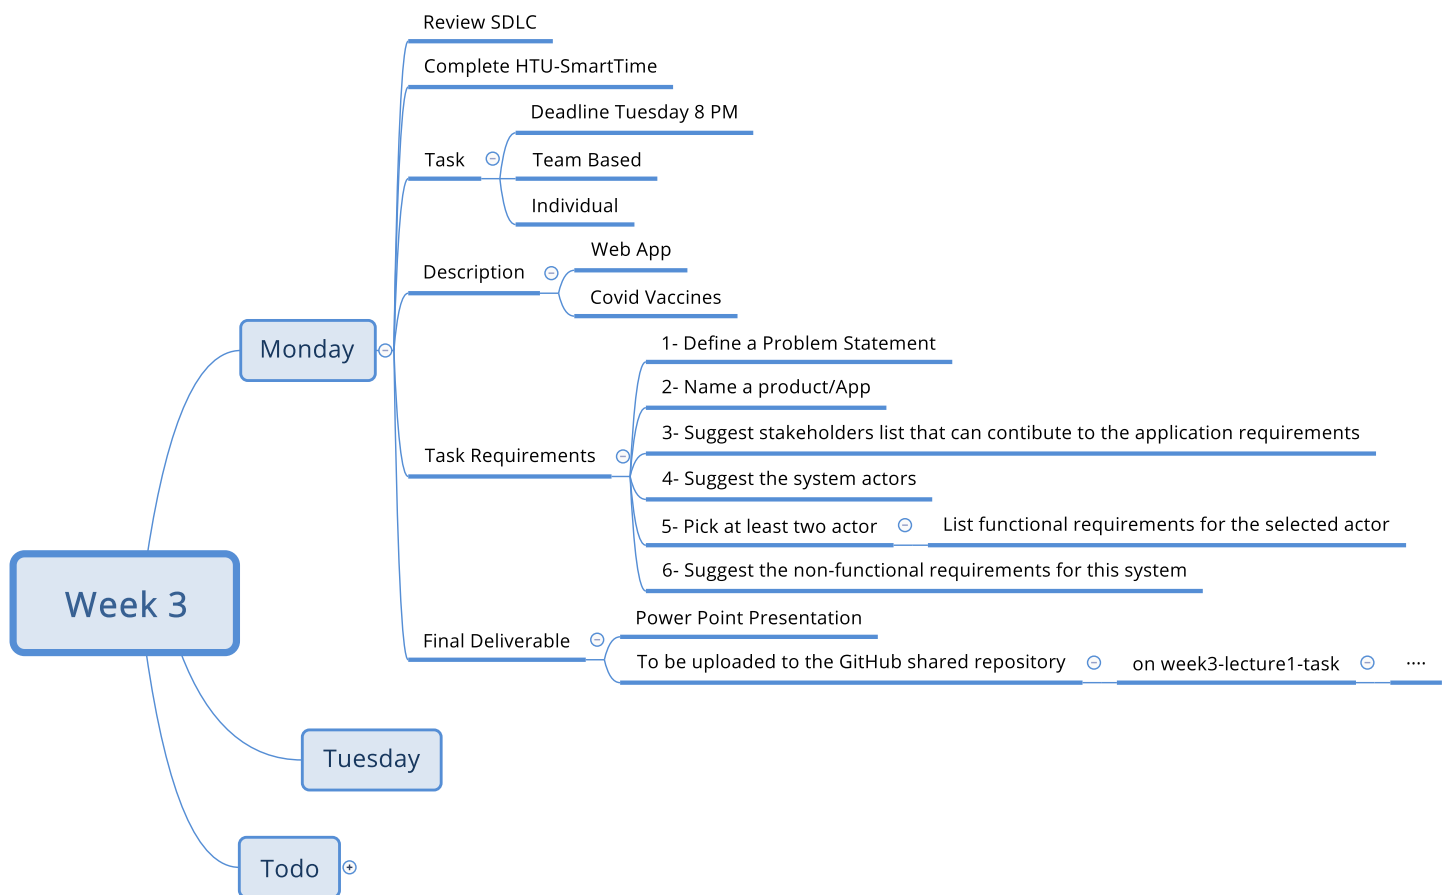 Week 3
Monday
Review SDLC
Complete HTU-SmartTime
Task
Deadline Tuesday 8 PM
Team Based
Individual
Description
Web App
Covid Vaccines
Task Requirements
1- Define a Problem Statement
2- Name a product/App
3- Suggest stakeholders list that can contibute to the application requirements
4- Suggest the system actors
5- Pick at least two actor
List functional requirements for the selected actor
6- Suggest the non-functional requirements for this system
Final Deliverable
Power Point Presentation
To be uploaded to the GitHub shared repository
on week3-lecture1-task
....
Tuesday
Todo